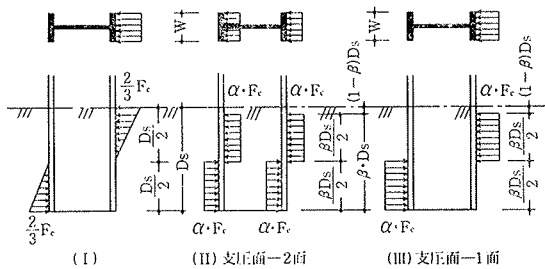 W
W
2/3 Fc
α・Fc
α・Fc
(1−β)Ds
α・Fc
(1−β)Ds
Ds/2
Ds
Ds/2
βDs/2
β・Ds
βDs/2
βDs/2
βDs/2
2/3 Fc
α・Fc
α・Fc
α・Fc
(I)
(II) 支圧面—2面
(III) 支圧面—1面